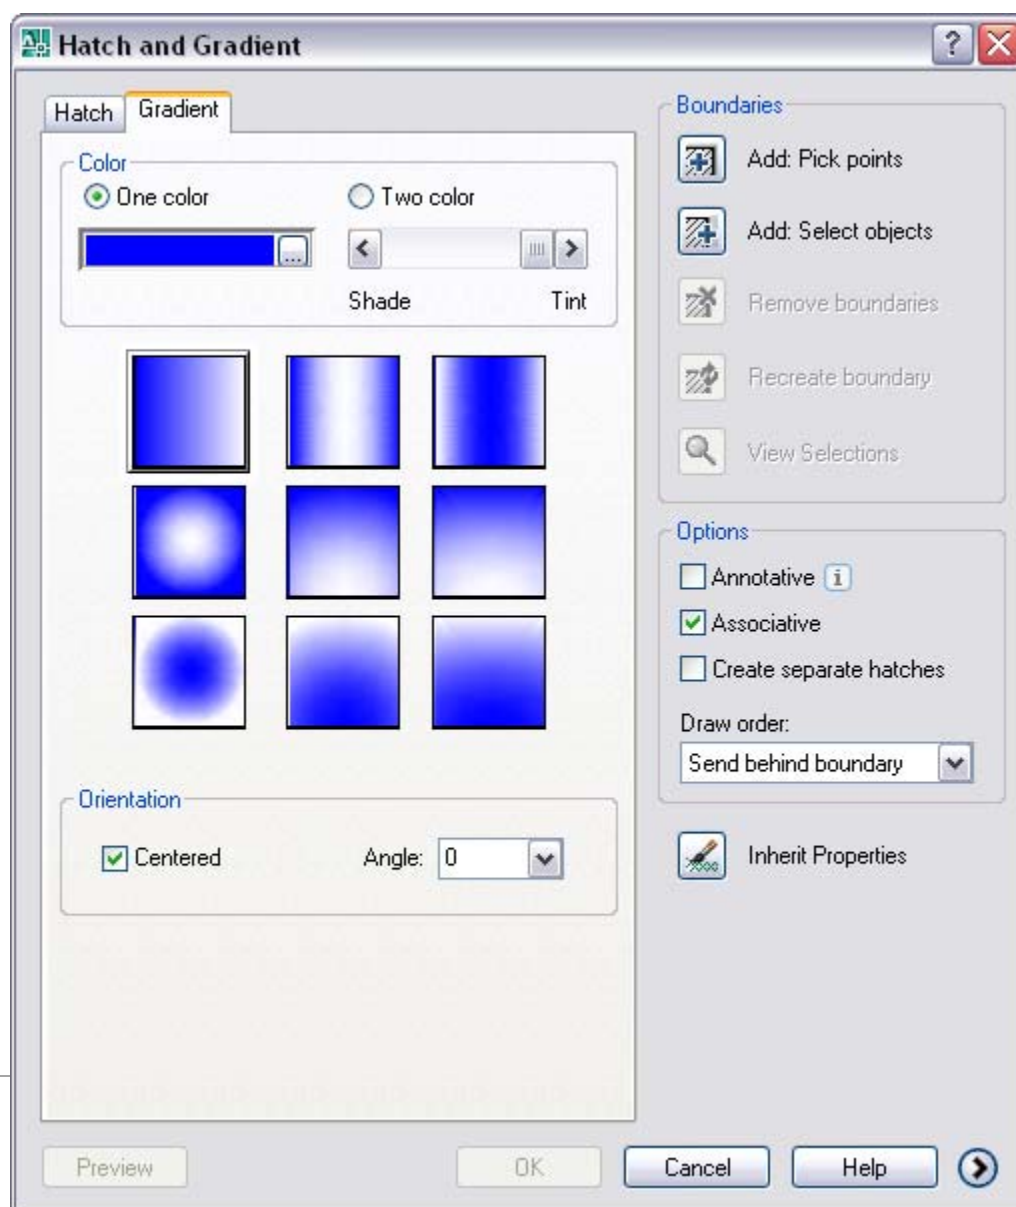 Hatch and Gradient
Hatch
Gradient
Color
One color
Two color
...
Shade
Tint
Orientation
Centered
Angle:
0
Boundaries
Add: Pick points
Add: Select objects
Remove boundaries
Recreate boundary
View Selections
Options
Annotative
Associative
Create separate hatches
Draw order:
Send behind boundary
Inherit Properties
Preview
OK
Cancel
Help